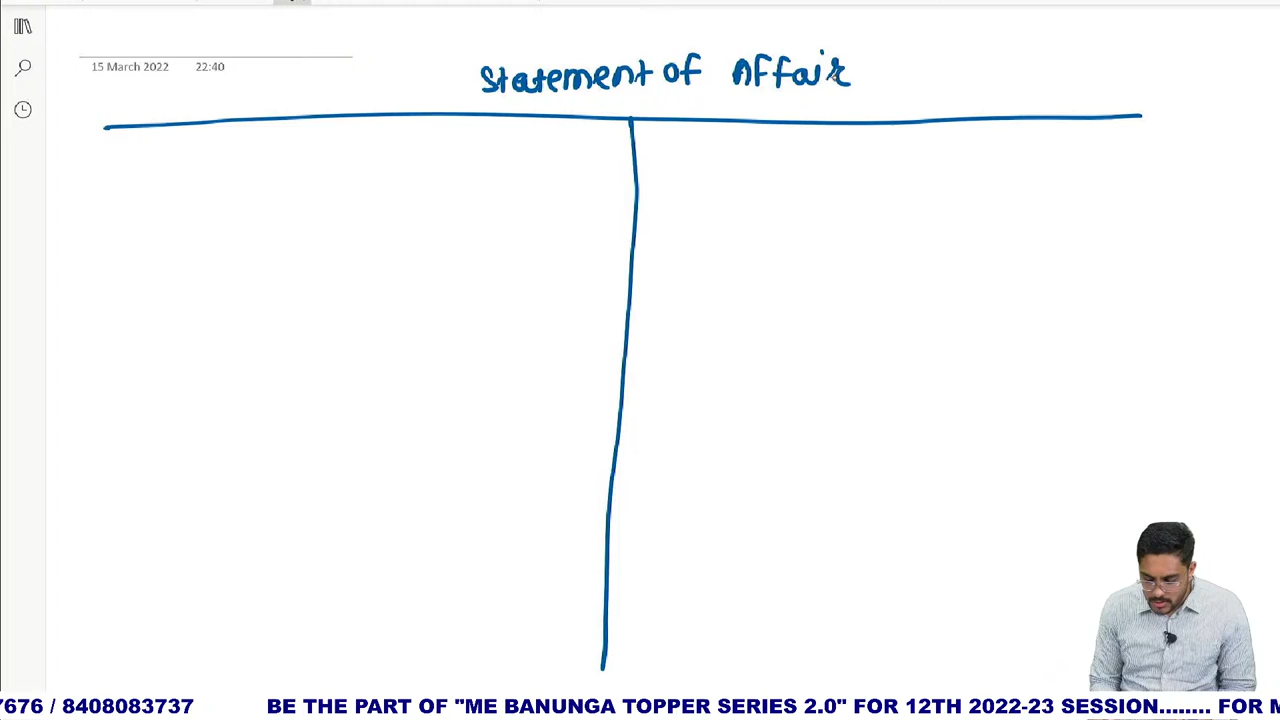 15 March 2022 22:40
Statement of Affair
7676 / 8408083737 BE THE PART OF "ME BANUNGA TOPPER SERIES 2.0" FOR 12TH 2022-23 SESSION........ FOR M